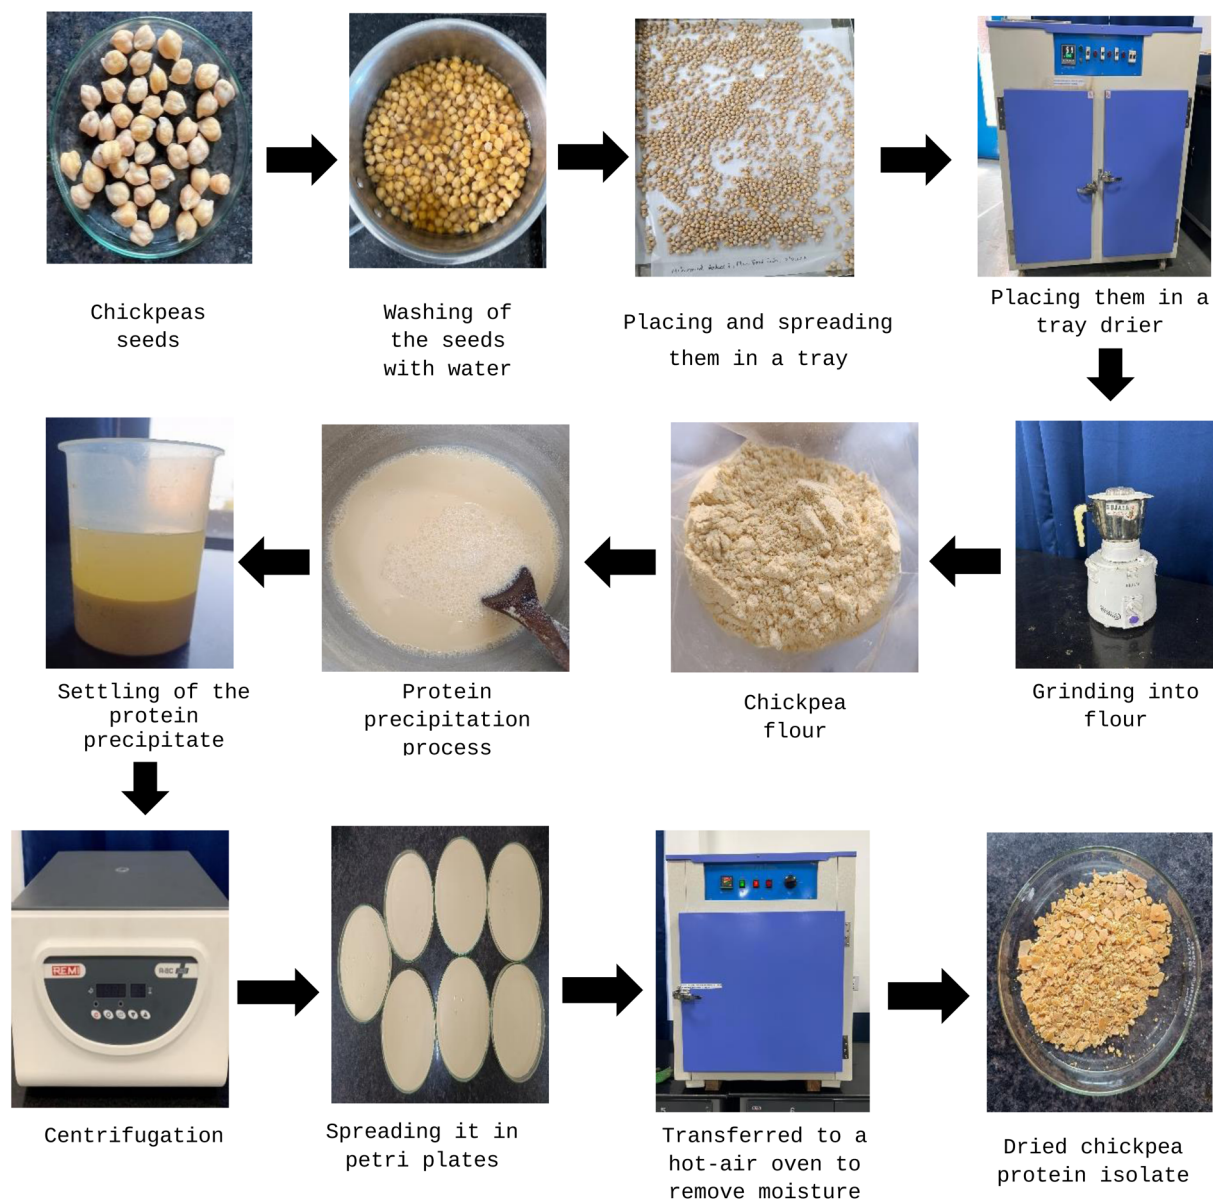 Chickpeas
seeds
Washing of
the seeds
with water
Placing and spreading
them in a tray
Placing them in a
tray drier
Settling of the
protein
precipitate
Protein
precipitation
process
Chickpea
flour
Grinding into
flour
REMI
Centrifugation
Spreading it in
petri plates
Transferred to a
hot-air oven to
remove moisture
Dried chickpea
protein isolate